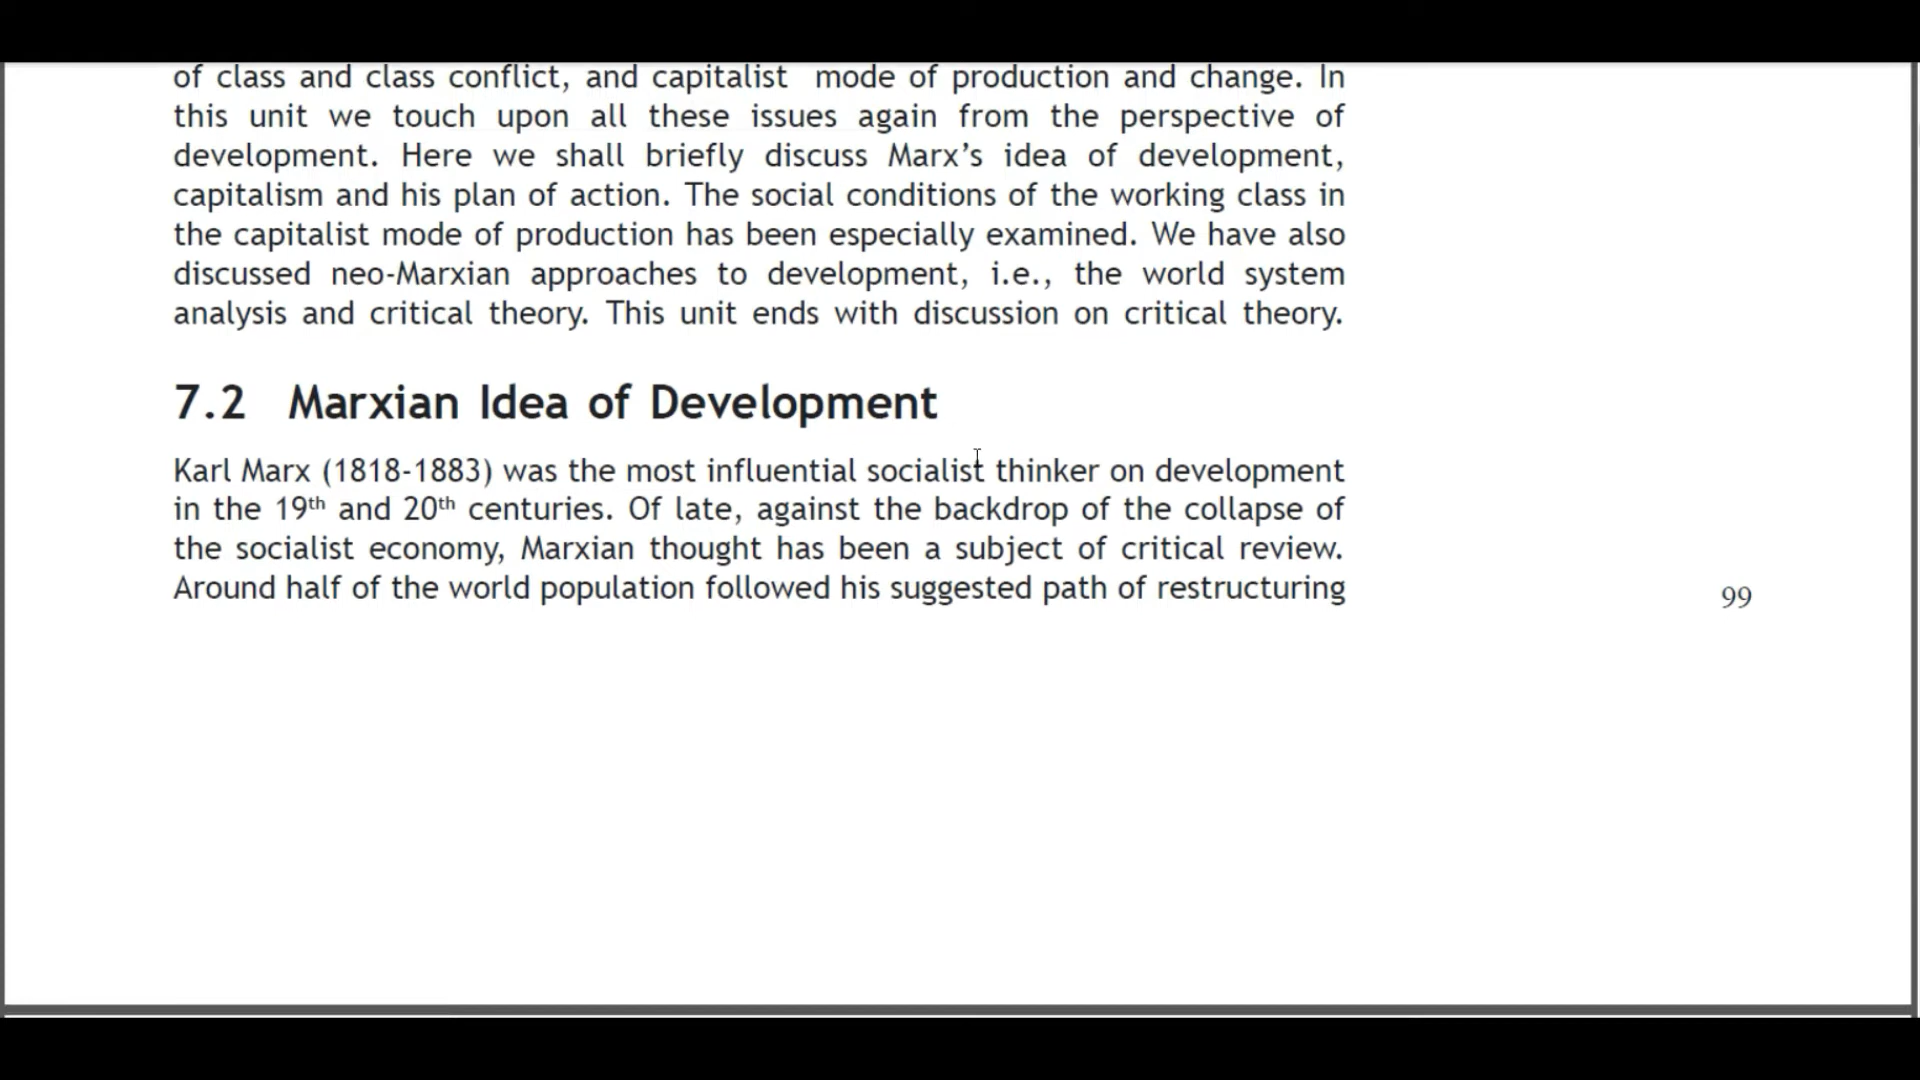 of class and class conflict, and capitalist mode of production and change. In
this unit we touch upon all these issues again from the perspective of
development. Here we shall briefly discuss Marx’s idea of development,
capitalism and his plan of action. The social conditions of the working class in
the capitalist mode of production has been especially examined. We have also
discussed neo-Marxian approaches to development, i.e., the world system
analysis and critical theory. This unit ends with discussion on critical theory.
7.2 Marxian Idea of Development
Karl Marx (1818-1883) was the most influential socialist thinker on development
in the 19th and 20th centuries. Of late, against the backdrop of the collapse of
the socialist economy, Marxian thought has been a subject of critical review.
Around half of the world population followed his suggested path of restructuring
99